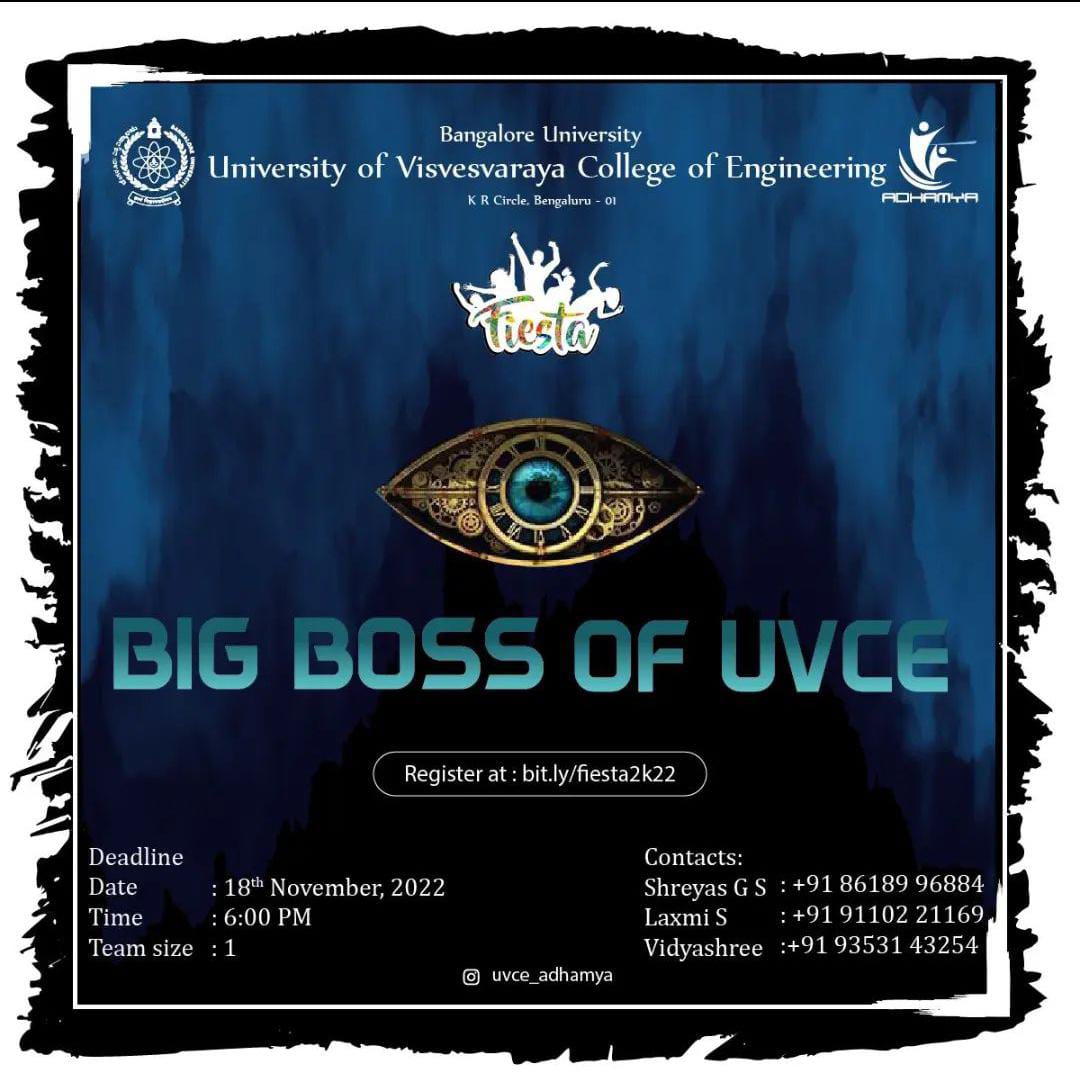 Bangalore University
University of Visvesvaraya College of Engineering
K R Circle, Bengaluru - 01
ADHAMYA
Fiesta
BIG BOSS OF UVCE
Register at : bit.ly/fiesta2k22
Deadline
Date : 18th November, 2022
Time : 6:00 PM
Team size : 1
Contacts:
Shreyas G S : +91 86189 96884
Laxmi S : +91 91102 21169
Vidyashree :+91 93531 43254
uvce_adhamya